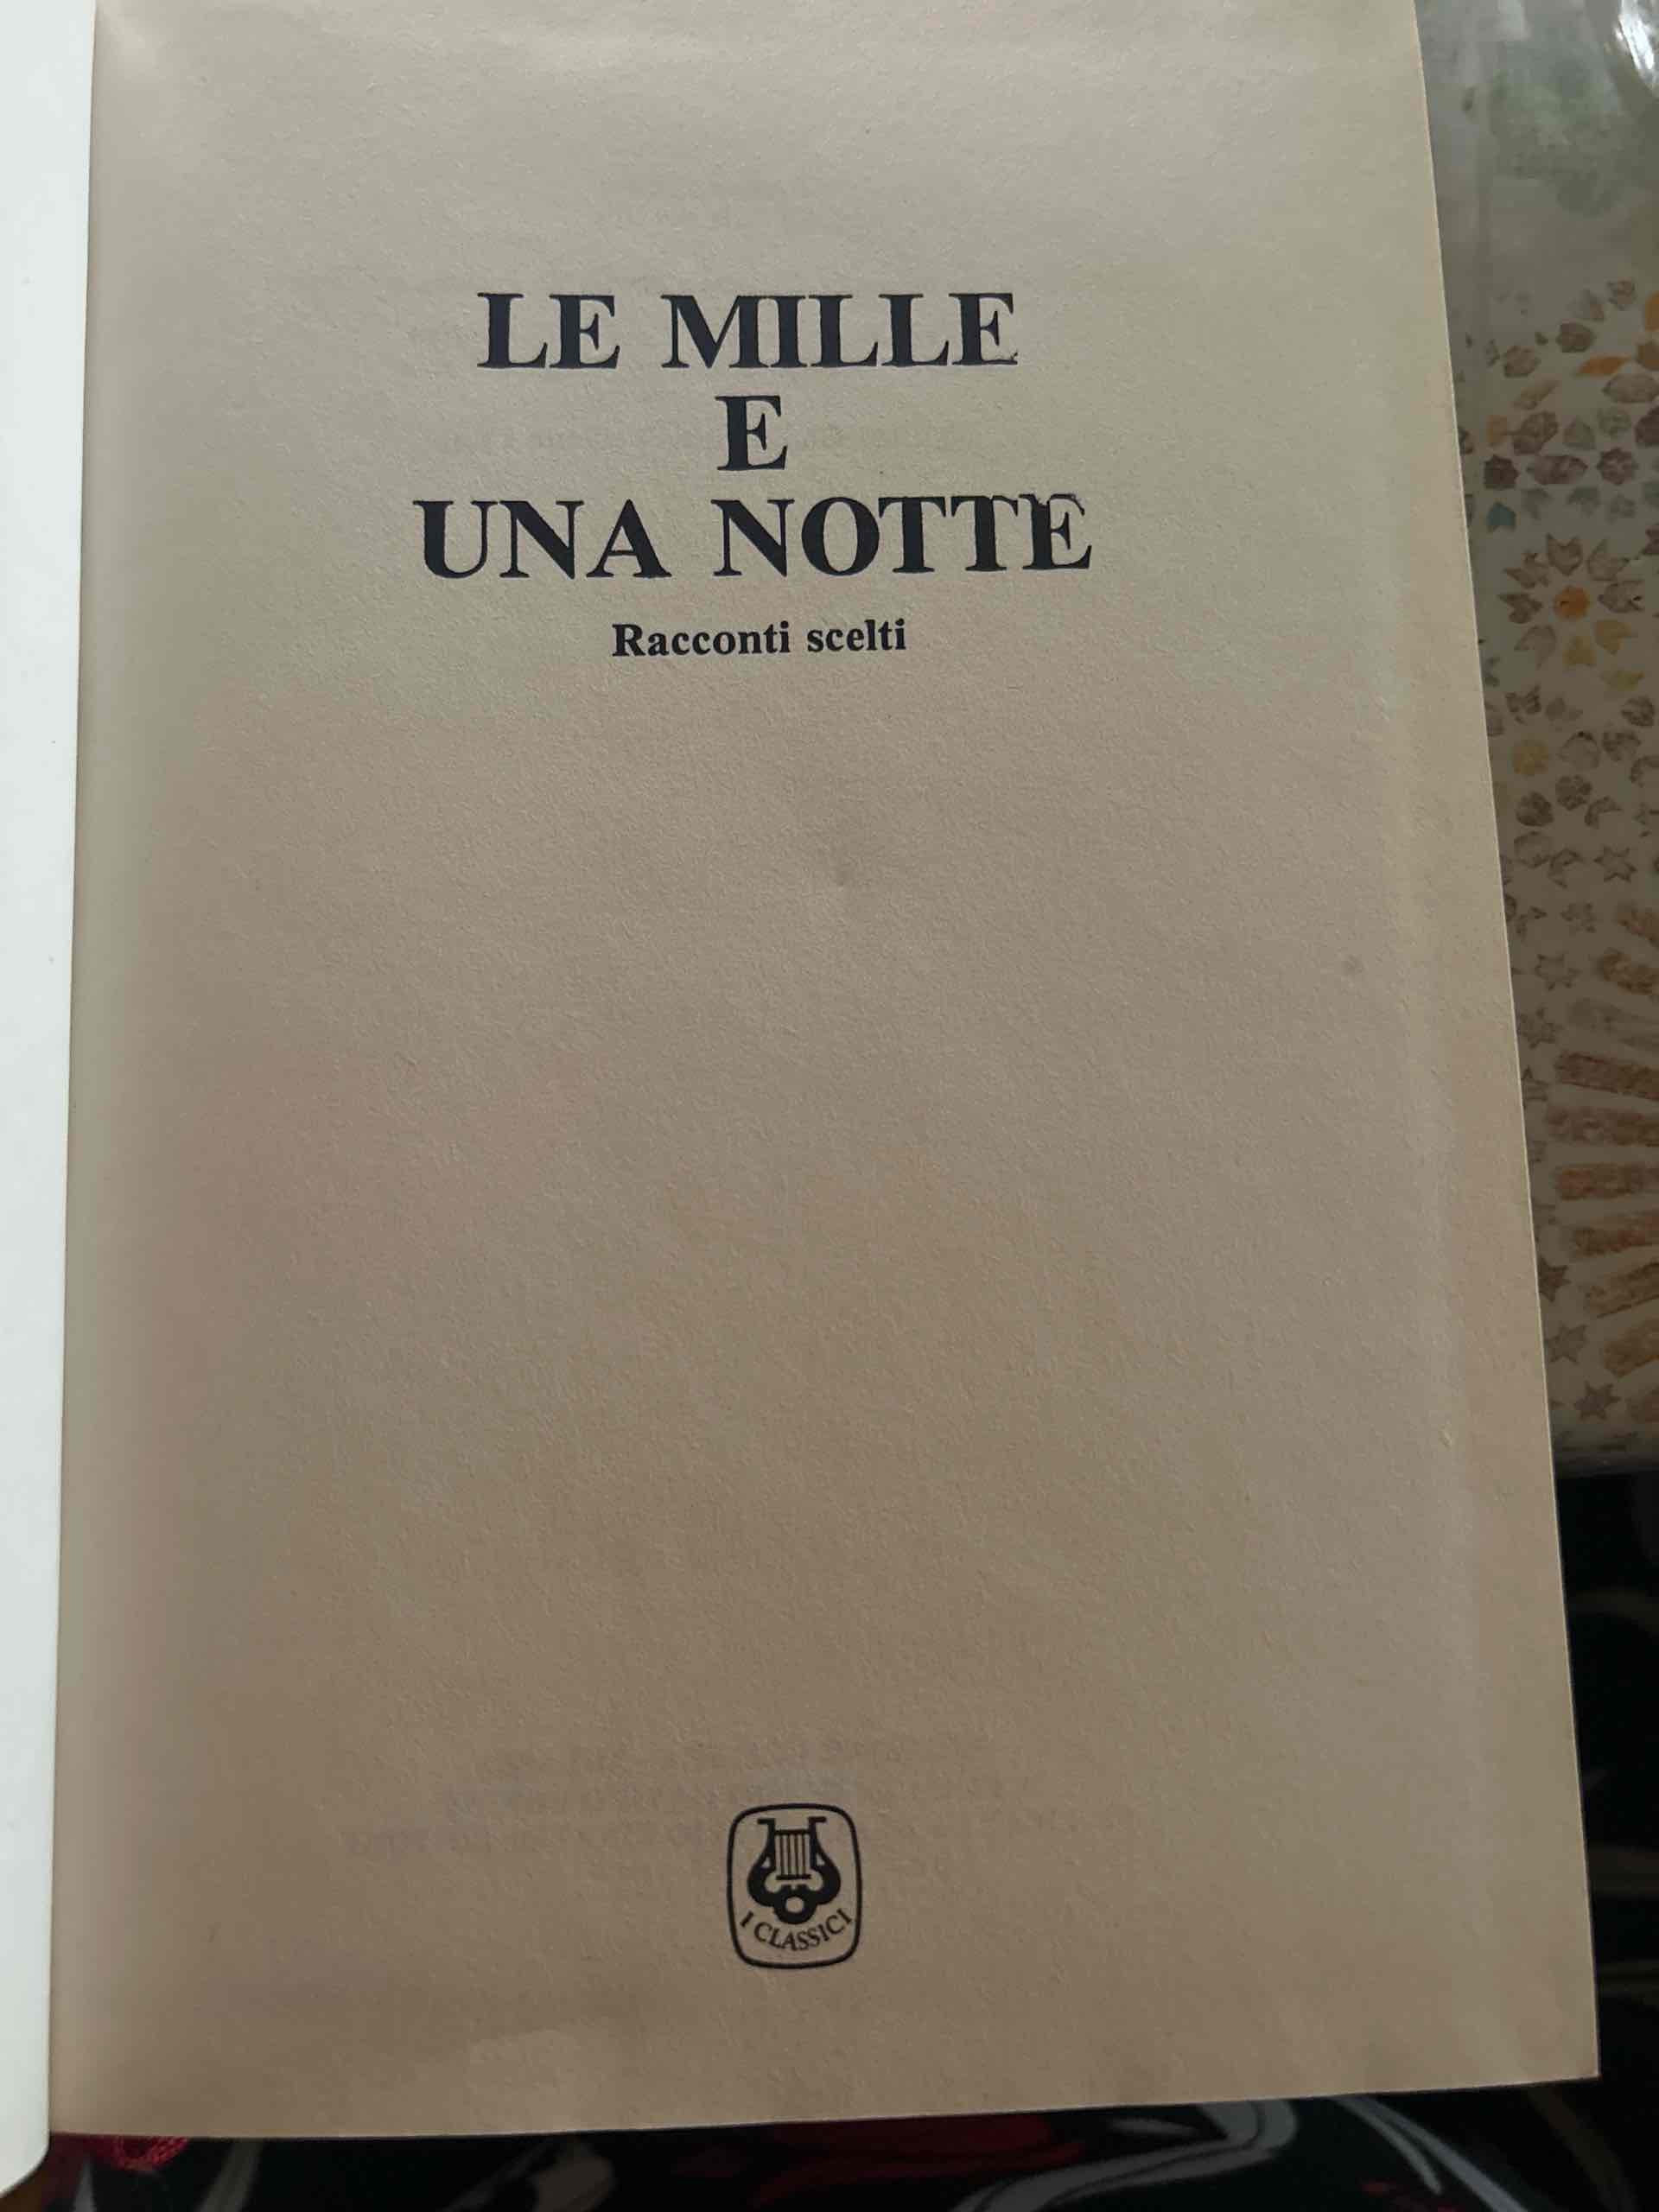 LE MILLE
E
UNA NOTTE
Racconti scelti
I CLASSICI